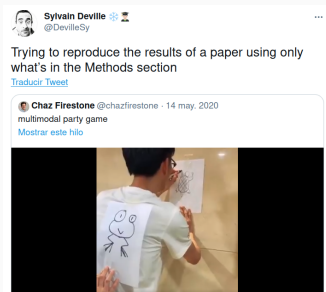 Sylvain Deville ❄️👨🏻‍🎓
@DevilleSy
Trying to reproduce the results of a paper using only
what's in the Methods section
Traducir Tweet
Chaz Firestone @chazfirestone · 14 may. 2020
multimodal party game
Mostrar este hilo